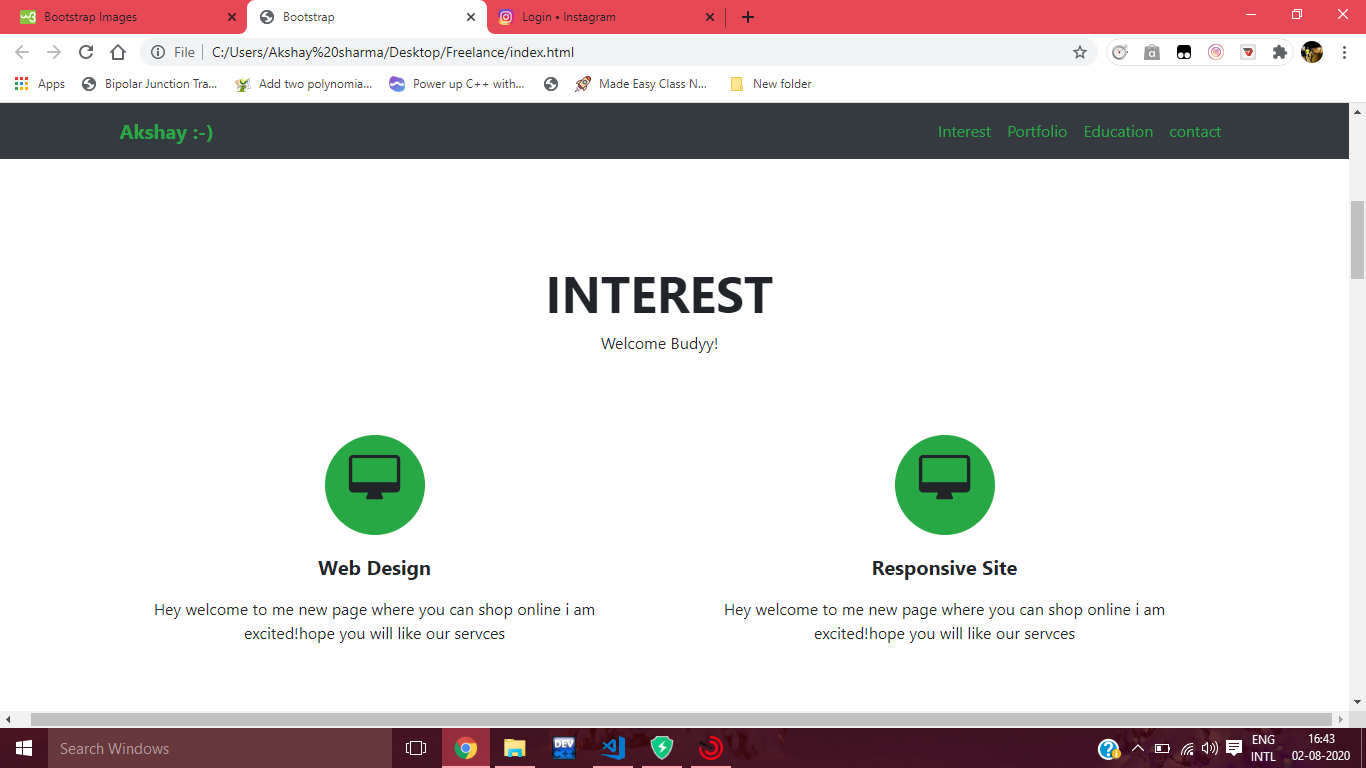 Bootstrap Images
Bootstrap
Login • Instagram
File
C:/Users/Akshay%20sharma/Desktop/Freelance/index.html
Apps
Bipolar Junction Tra...
Add two polynomia...
Power up C++ with...
Made Easy Class N...
New folder
Akshay :-)
Interest
Portfolio
Education
contact
INTEREST
Welcome Budyy!
Web Design
Hey welcome to me new page where you can shop online i am
excited!hope you will like our servces
Responsive Site
Hey welcome to me new page where you can shop online i am
excited!hope you will like our servces
Search Windows
DEV
ENG
INTL
16:43
02-08-2020